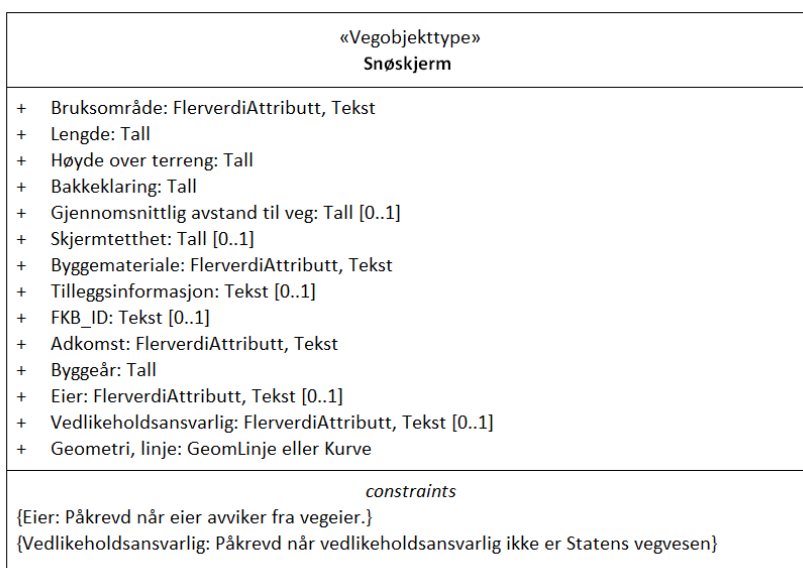 «Vegobjekttype»
Snøskjerm
+ Bruksområde: FlerverdiAttributt, Tekst
+ Lengde: Tall
+ Høyde over terreng: Tall
+ Bakkeklaring: Tall
+ Gjennomsnittlig avstand til veg: Tall [0..1]
+ Skjermtetthet: Tall [0..1]
+ Byggemateriale: FlerverdiAttributt, Tekst
+ Tilleggsinformasjon: Tekst [0..1]
+ FKB_ID: Tekst [0..1]
+ Adkomst: FlerverdiAttributt, Tekst
+ Byggeår: Tall
+ Eier: FlerverdiAttributt, Tekst [0..1]
+ Vedlikeholdsansvarlig: FlerverdiAttributt, Tekst [0..1]
+ Geometri, linje: GeomLinje eller Kurve
constraints
{Eier: Påkrevd når eier avviker fra vegeier.}
{Vedlikeholdsansvarlig: Påkrevd når vedlikeholdsansvarlig ikke er Statens vegvesen}